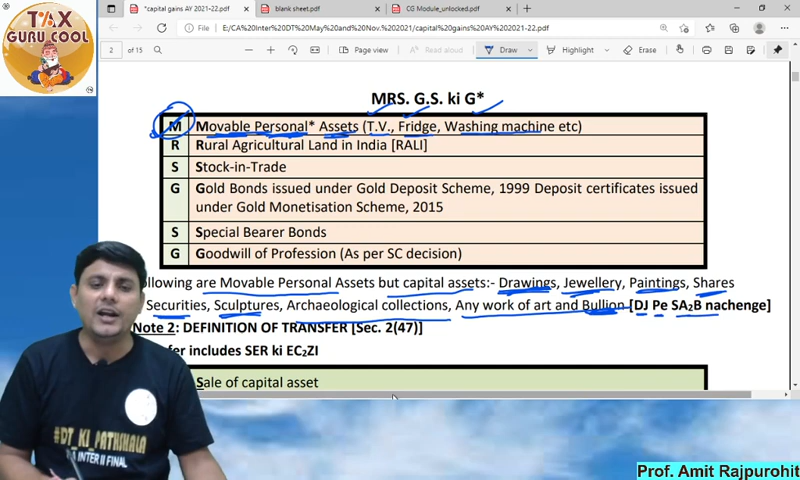 TAX
GURU COOL
*capital gains AY 2021-22.pdf
blank sheet.pdf
CG Module_unlocked.pdf
File
E:/CA%20Inter%20DT%20May%20and%20Nov.%202021/capital%20gains%20AY%202021-22.pdf
2 of 15
Page view
Read aloud
Draw
Highlight
Erase
MRS. G.S. ki G*
M Movable Personal* Assets (T.V., Fridge, Washing machine etc)
R Rural Agricultural Land in India [RALI]
S Stock-in-Trade
G Gold Bonds issued under Gold Deposit Scheme, 1999 Deposit certificates issued
under Gold Monetisation Scheme, 2015
S Special Bearer Bonds
G Goodwill of Profession (As per SC decision)
ollowing are Movable Personal Assets but capital assets:- Drawings, Jewellery, Paintings, Shares
Securities, Sculptures, Archaeological collections, Any work of art and Bullion [DJ Pe SA2B nachenge]
Note 2: DEFINITION OF TRANSFER [Sec. 2(47)]
fer includes SER ki EC2ZI
Sale of capital asset
#DT_KI_PATHSHALA
INTER II FINAL
Prof. Amit Rajpurohit